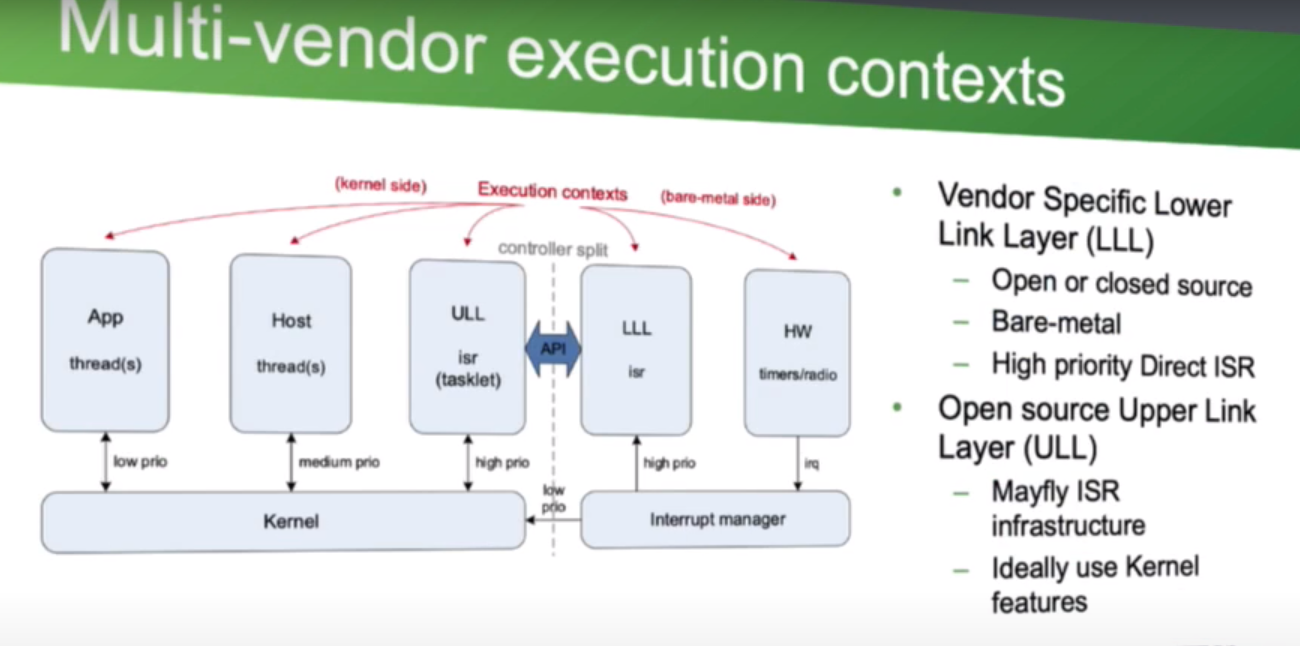 Multi-vendor execution contexts
(kernel side) Execution contexts (bare-metal side)
controller split
App
thread(s)
Host
thread(s)
ULL
isr
(tasklet)
API
LLL
isr
HW
timers/radio
low prio
medium prio
high prio
low
prio
high prio
irq
Kernel
Interrupt manager
• Vendor Specific Lower
Link Layer (LLL)
– Open or closed source
– Bare-metal
– High priority Direct ISR
• Open source Upper Link
Layer (ULL)
– Mayfly ISR
infrastructure
– Ideally use Kernel
features